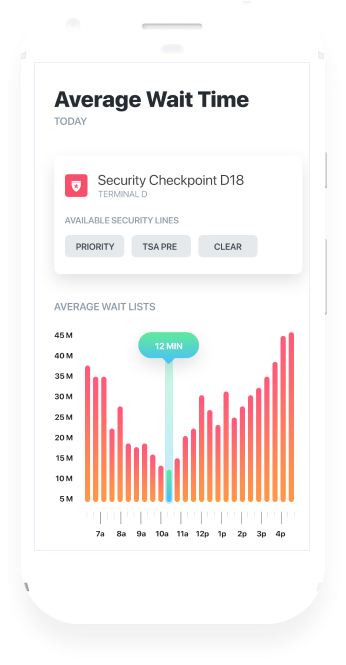 Average Wait Time
TODAY
Security Checkpoint D18
TERMINAL D
AVAILABLE SECURITY LINES
PRIORITY TSA PRE CLEAR
AVERAGE WAIT LISTS
45 M
12 MIN
40 M
35 M
30 M
25 M
20 M
15 M
10 M
5 M
7a 8a 9a 10a 11a 12p 1p 2p 3p 4p